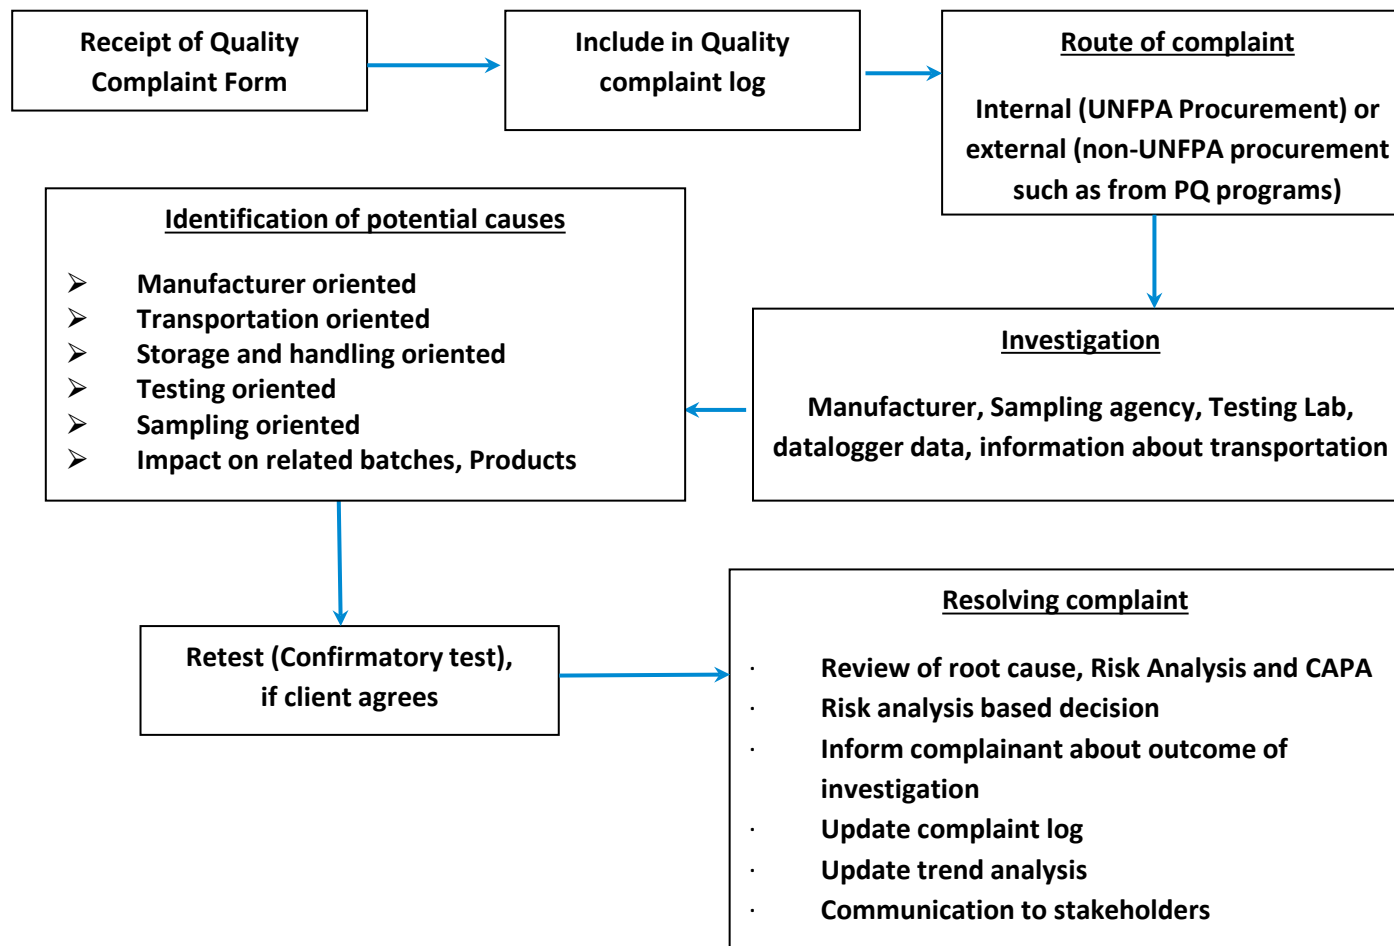 Receipt of Quality
Complaint Form
Include in Quality
complaint log
Route of complaint
Internal (UNFPA Procurement) or
external (non-UNFPA procurement
such as from PQ programs)
Investigation
Manufacturer, Sampling agency, Testing Lab,
datalogger data, information about transportation
Identification of potential causes
➢ Manufacturer oriented
➢ Transportation oriented
➢ Storage and handling oriented
➢ Testing oriented
➢ Sampling oriented
➢ Impact on related batches, Products
Retest (Confirmatory test),
if client agrees
Resolving complaint
· Review of root cause, Risk Analysis and CAPA
· Risk analysis based decision
· Inform complainant about outcome of
investigation
· Update complaint log
· Update trend analysis
· Communication to stakeholders